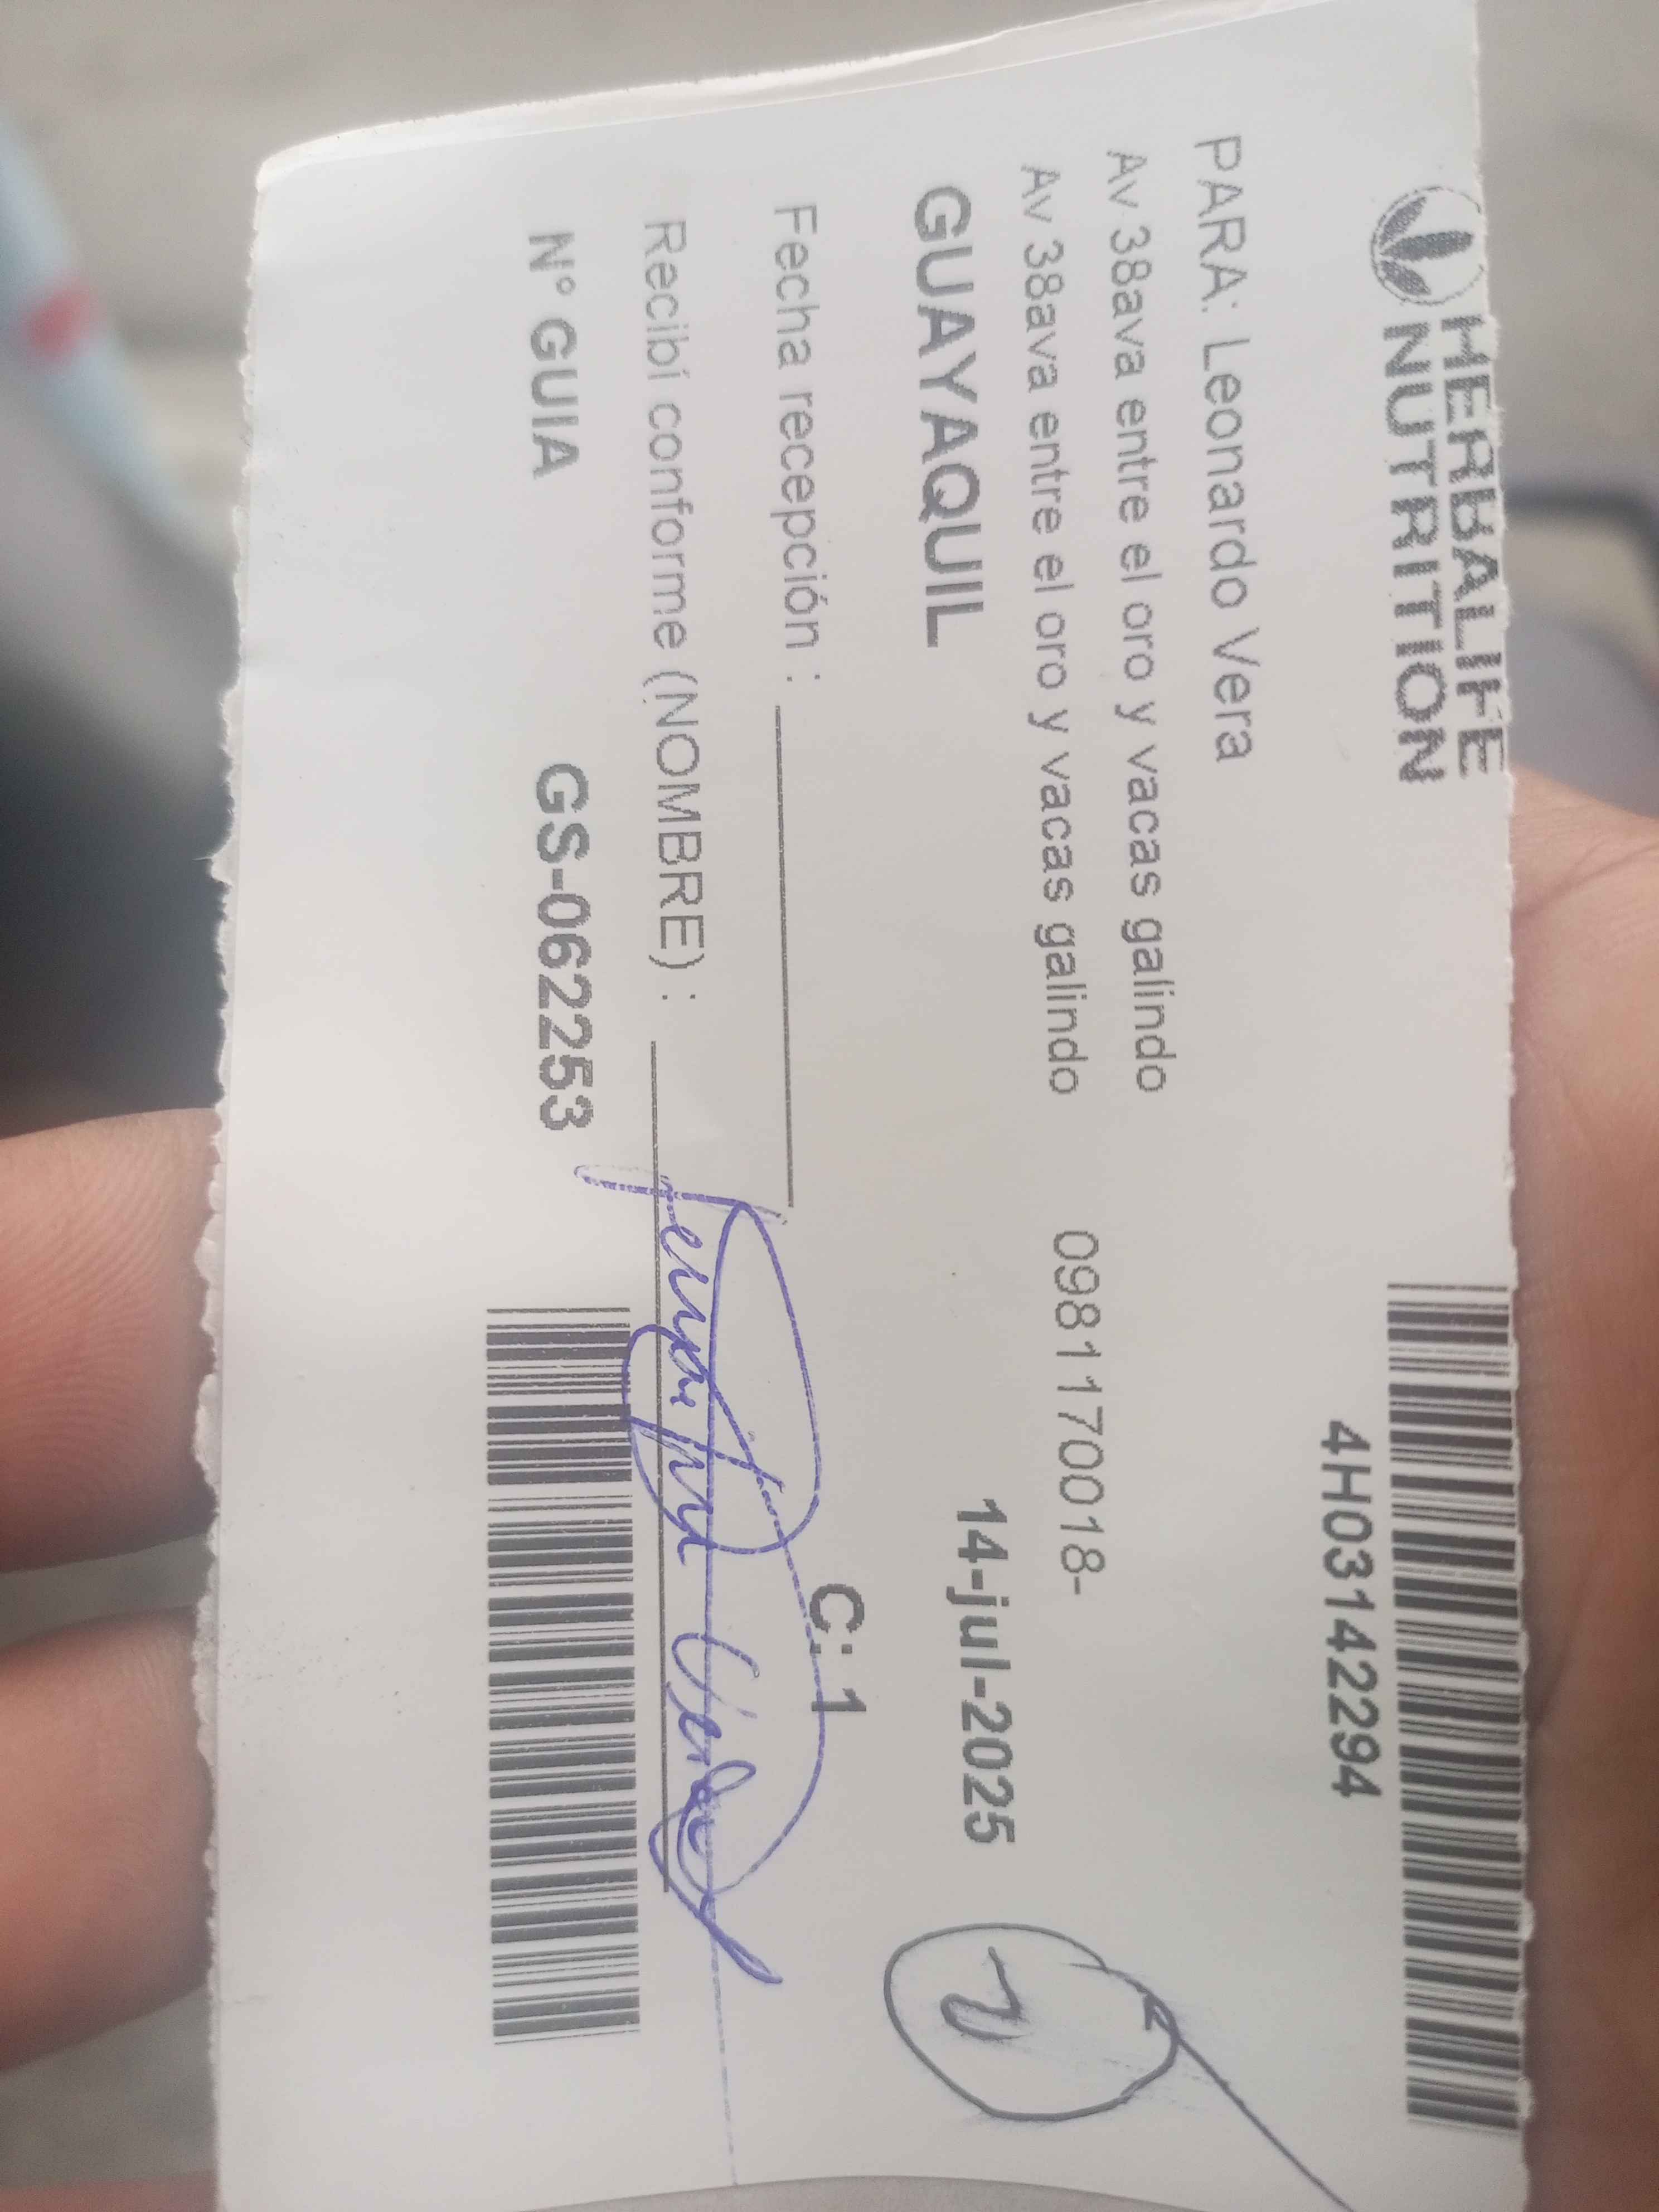 HERBALIFE
NUTRITION
4H03142294
PARA: Leonardo Vera
Av 38ava entre el oro y vacas galindo
Av 38ava entre el oro y vacas galindo 0981170018-
GUAYAQUIL 14-jul-2025
2
C: 1
Fecha recepción :
Recibí conforme (NOMBRE) :
N° GUIA GS-062253